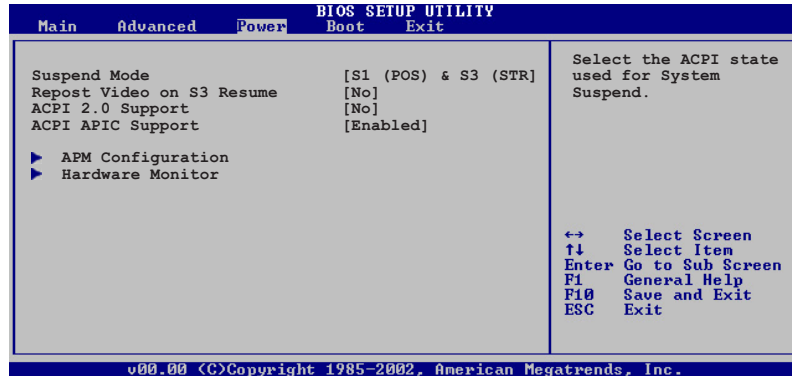 BIOS SETUP UTILITY
Main Advanced Power Boot Exit
Suspend Mode [S1 (POS) & S3 (STR]
Repost Video on S3 Resume [No]
ACPI 2.0 Support [No]
ACPI APIC Support [Enabled]
APM Configuration
Hardware Monitor
Select the ACPI state
used for System
Suspend.
↔ Select Screen
↑↓ Select Item
Enter Go to Sub Screen
F1 General Help
F10 Save and Exit
ESC Exit
v00.00 (C)Copyright 1985-2002, American Megatrends, Inc.